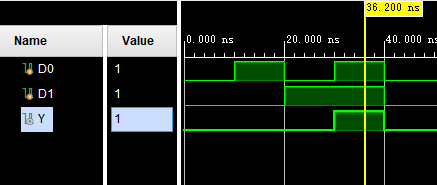 36.200 ns
Name Value 0.000 ns 20.000 ns 40.000 ns
D0 1
D1 1
Y 1